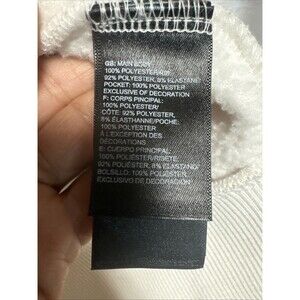 GB: MAIN BODY
100% POLYESTER/RIB:
92% POLYESTER, 8% ELASTANE/
POCKET: 100% POLYESTER
EXCLUSIVE OF DECORATION
F: CORPS PINCIPAL:
100% POLYESTER/
CÔTE: 92% POLYESTER,
8% ÉLASTHANNE/POCHE:
100% POLYESTER
À L'EXCEPTION DES
DÉCORATIONS
E: CUERPO PRINCIPAL:
100% POLIÉSTER/RIBETE:
92% POLIÉSTER, 8% ELASTANO/
BOLSILLO: 100% POLIÉSTER
EXCLUSIVO DE DECORACIÓN